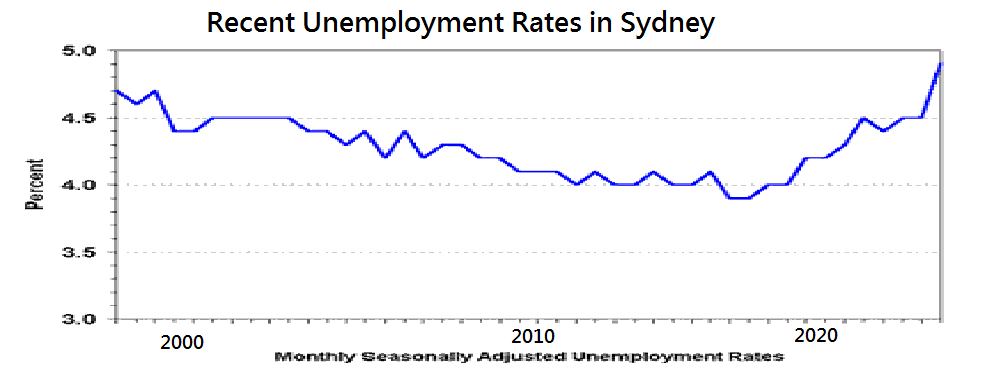 Recent Unemployment Rates in Sydney
5.0
4.5
4.0
3.5
3.0
Percent
2000 2010 2020
Monthly Seasonally Adjusted Unemployment Rates